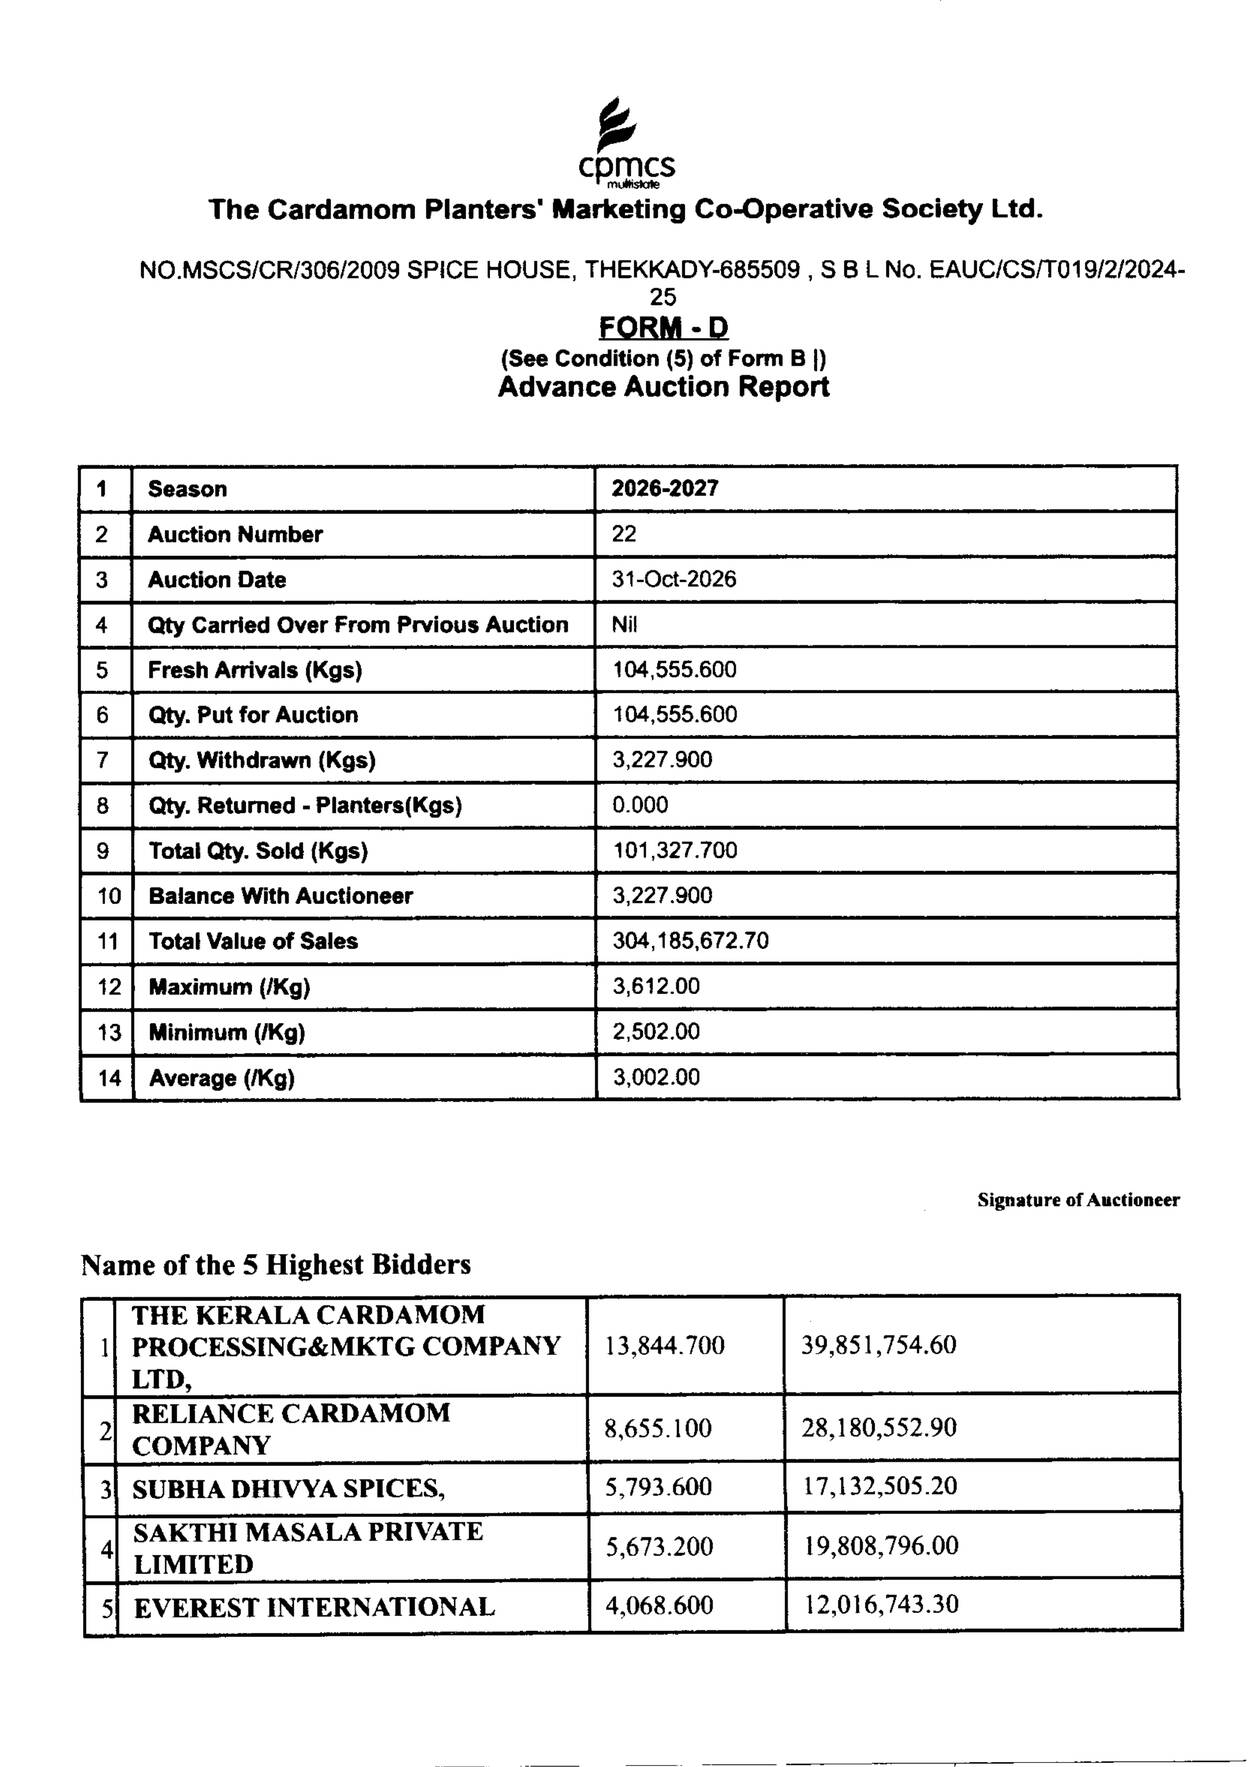 cpmcs
multistate
The Cardamom Planters' Marketing Co-Operative Society Ltd.
NO.MSCS/CR/306/2009 SPICE HOUSE, THEKKADY-685509 , S B L No. EAUC/CS/T019/2/2024-
25
FORM - D
(See Condition (5) of Form B |)
Advance Auction Report
1 Season 2026-2027
2 Auction Number 22
3 Auction Date 31-Oct-2026
4 Qty Carried Over From Prvious Auction Nil
5 Fresh Arrivals (Kgs) 104,555.600
6 Qty. Put for Auction 104,555.600
7 Qty. Withdrawn (Kgs) 3,227.900
8 Qty. Returned - Planters(Kgs) 0.000
9 Total Qty. Sold (Kgs) 101,327.700
10 Balance With Auctioneer 3,227.900
11 Total Value of Sales 304,185,672.70
12 Maximum (/Kg) 3,612.00
13 Minimum (/Kg) 2,502.00
14 Average (/Kg) 3,002.00
Signature of Auctioneer
Name of the 5 Highest Bidders
THE KERALA CARDAMOM
1 PROCESSING&MKTG COMPANY 13,844.700 39,851,754.60
LTD,
RELIANCE CARDAMOM
2 COMPANY 8,655.100 28,180,552.90
3 SUBHA DHIVYA SPICES, 5,793.600 17,132,505.20
SAKTHI MASALA PRIVATE
4 LIMITED 5,673.200 19,808,796.00
5 EVEREST INTERNATIONAL 4,068.600 12,016,743.30